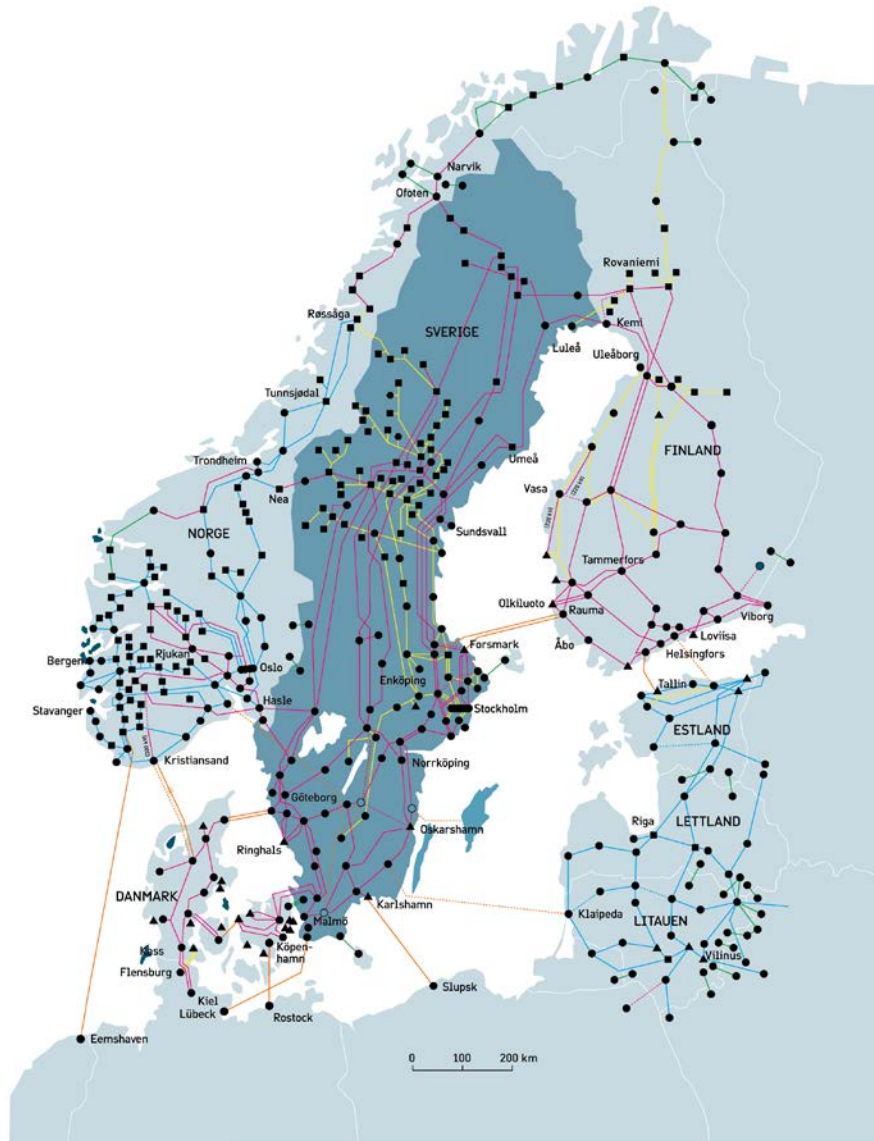 Narvik
Ofoten
Rovaniemi
Røssåga
SVERIGE
Kemi
Luleå
Uleåborg
Tunnsjødal
FINLAND
Trondheim
Umeå
Nea
Vasa
Sundsvall
NORGE
Tammerfors
Olkiluoto
Rauma
Viborg
Loviisa
Forsmark
Åbo
Helsingfors
Bergen
Rjukan
Oslo
Enköping
Tallin
Stavanger
Hasle
Stockholm
ESTLAND
Kristiansand
Norrköping
Göteborg
Riga
LETTLAND
Oskarshamn
Ringhals
DANMARK
Karlshamn
Klaipeda
LITAUEN
Malmö
Kass
Köpen-
hamn
Vilinus
Flensburg
Kiel
Slupsk
Lübeck
Rostock
Eemshaven
0 100 200 km